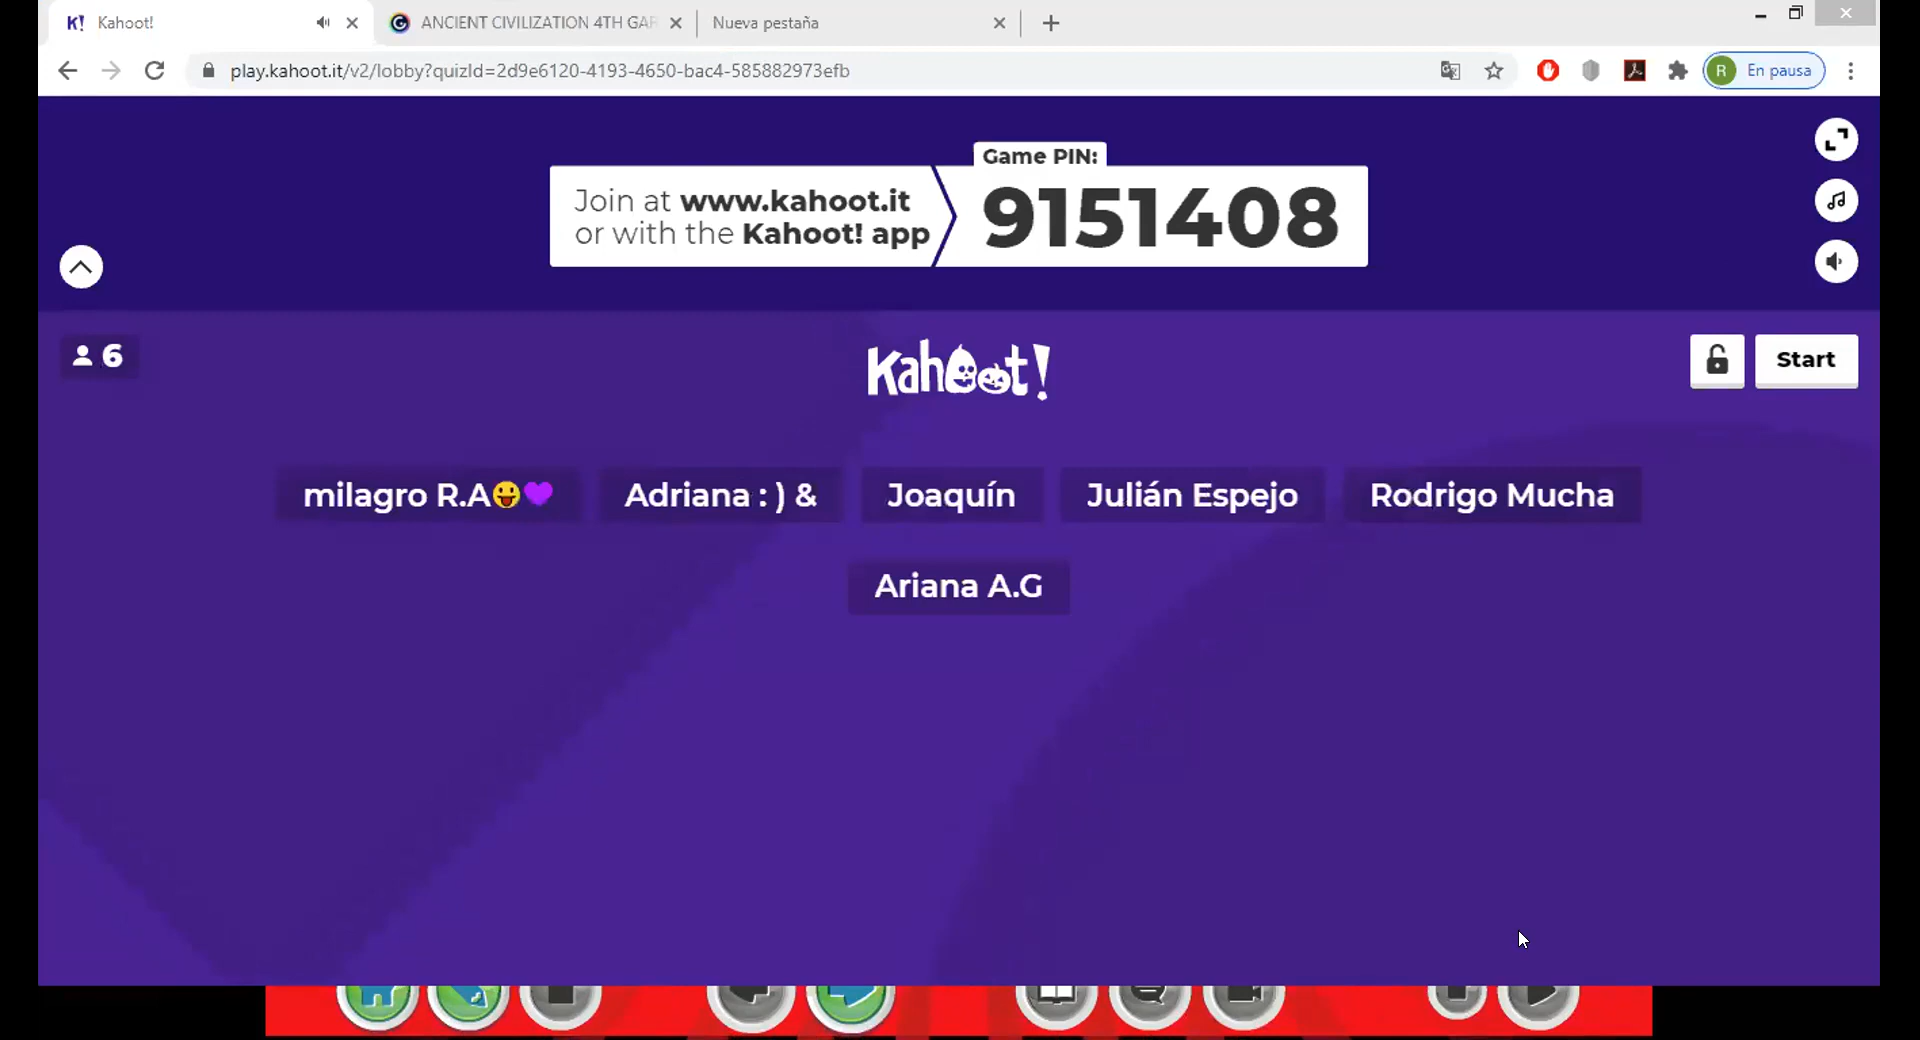 K! Kahoot!
ANCIENT CIVILIZATION 4TH GAR
Nueva pestaña
play.kahoot.it/v2/lobby?quizId=2d9e6120-4193-4650-bac4-585882973efb
R En pausa
Game PIN:
Join at www.kahoot.it
or with the Kahoot! app
9151408
6
Kahoot!
Start
milagro R.A😛💜
Adriana : ) &
Joaquín
Julián Espejo
Rodrigo Mucha
Ariana A.G